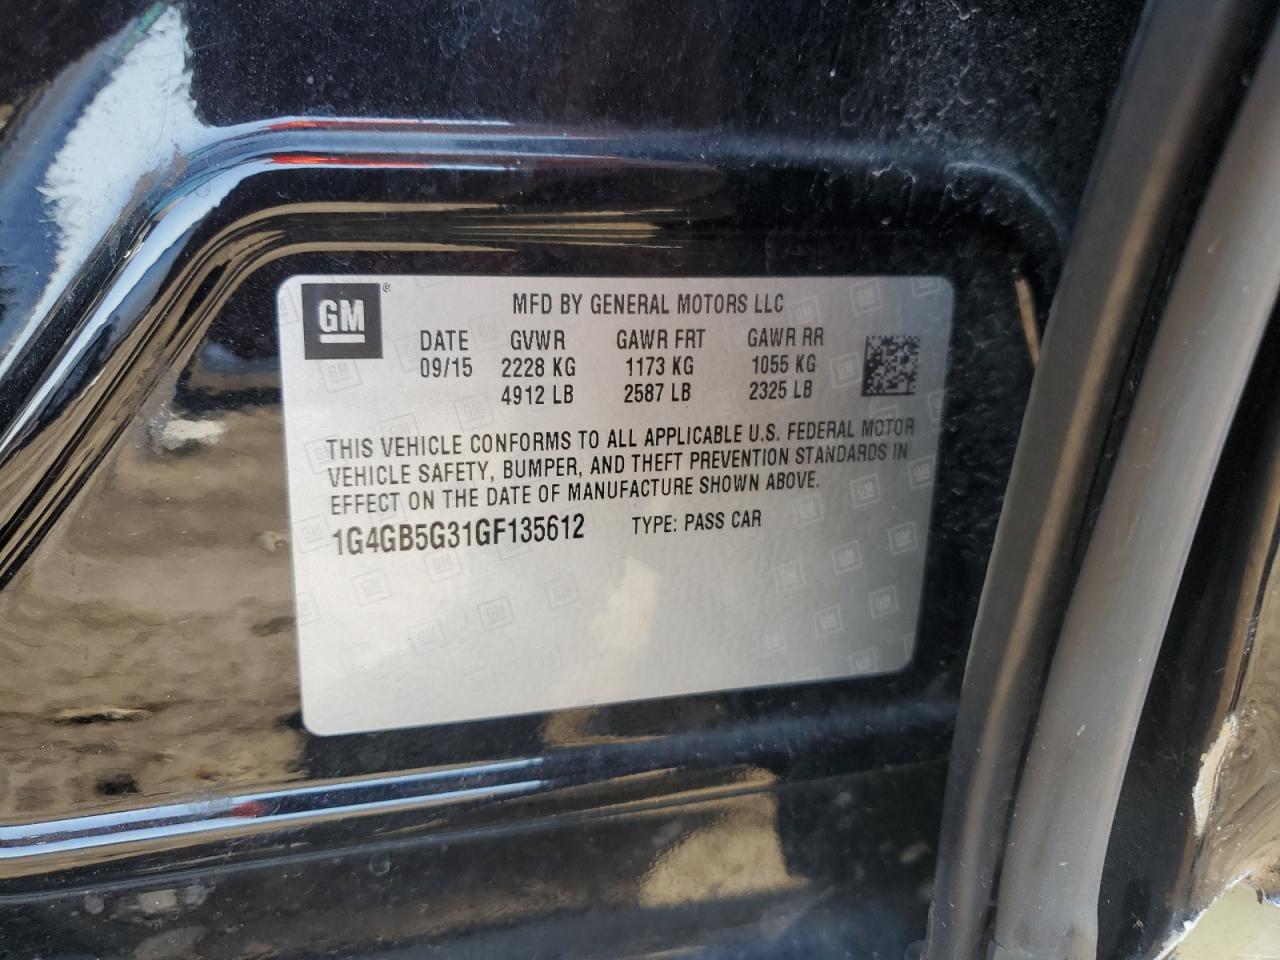 GM ®
MFD BY GENERAL MOTORS LLC
DATE GVWR GAWR FRT GAWR RR
09/15 2228 KG 1173 KG 1055 KG
4912 LB 2587 LB 2325 LB
THIS VEHICLE CONFORMS TO ALL APPLICABLE U.S. FEDERAL MOTOR
VEHICLE SAFETY, BUMPER, AND THEFT PREVENTION STANDARDS IN
EFFECT ON THE DATE OF MANUFACTURE SHOWN ABOVE.
1G4GB5G31GF135612 TYPE: PASS CAR